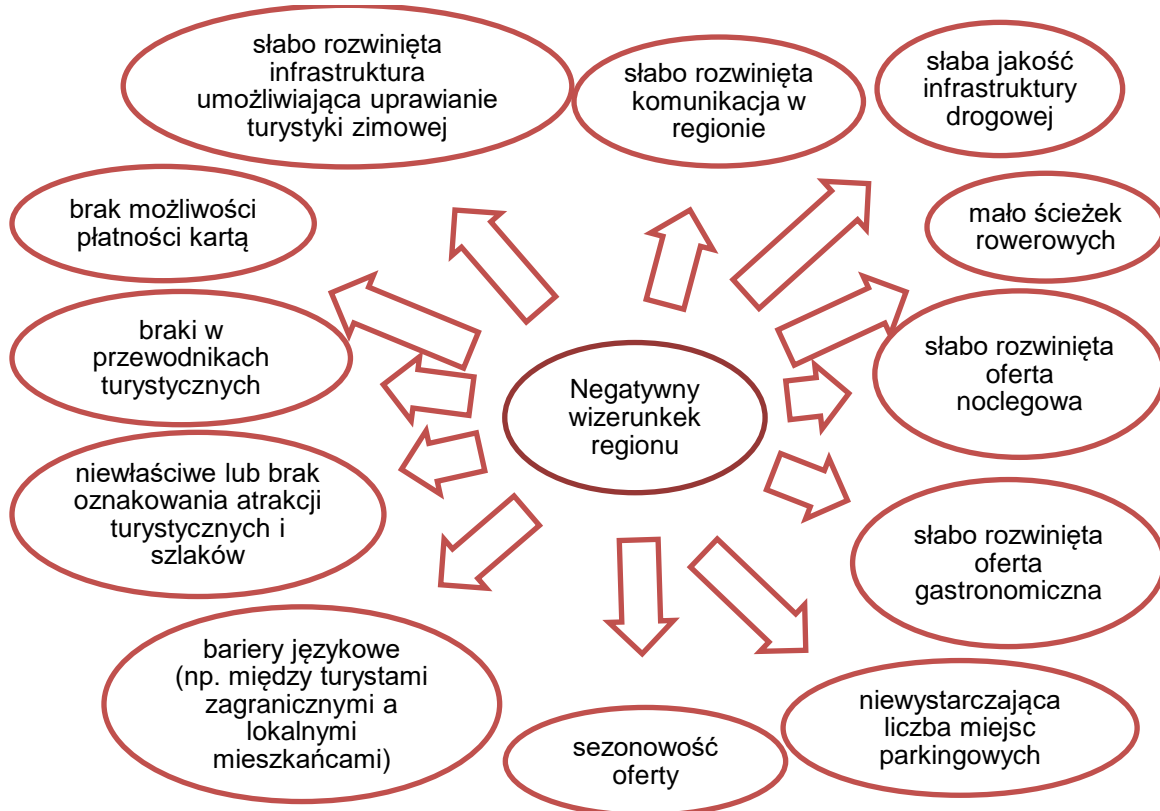 słabo rozwinięta
infrastruktura
umożliwiająca uprawianie
turystyki zimowej
słabo rozwinięta
komunikacja w
regionie
słaba jakość
infrastruktury
drogowej
brak możliwości
płatności kartą
mało ścieżek
rowerowych
braki w
przewodnikach
turystycznych
Negatywny
wizerunkek
regionu
słabo rozwinięta
oferta
noclegowa
niewłaściwe lub brak
oznakowania atrakcji
turystycznych i
szlaków
słabo rozwinięta
oferta
gastronomiczna
bariery językowe
(np. między turystami
zagranicznymi a
lokalnymi
mieszkańcami)
sezonowość
oferty
niewystarczająca
liczba miejsc
parkingowych